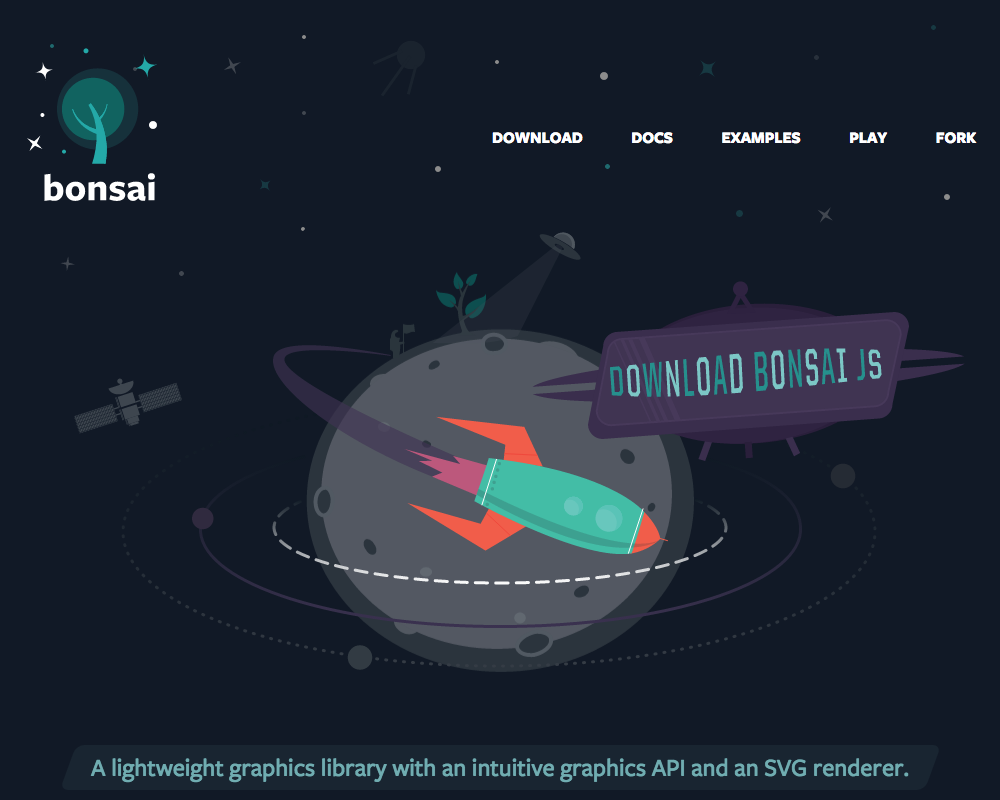 bonsai
DOWNLOAD DOCS EXAMPLES PLAY FORK
DOWNLOAD BONSAI JS
A lightweight graphics library with an intuitive graphics API and an SVG renderer.